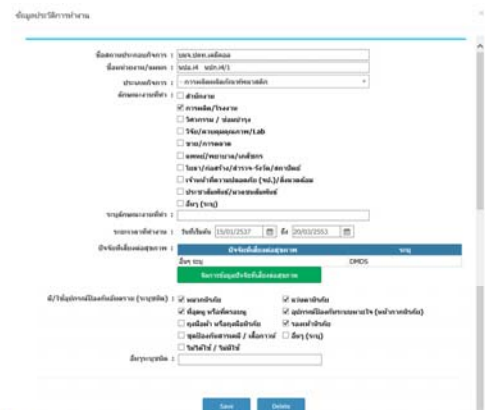 ข้อมูลประวัติการทำงาน
ชื่อสถานประกอบกิจการ :
ชื่อหน่วยงาน/แผนก :
ประเภทกิจการ : - การผลิตผลิตภัณฑ์พลาสติก
ลักษณะงานที่ทำ : สำนักงาน
การผลิต/โรงงาน
วิศวกรรม / ซ่อมบำรุง
วิจัย/ควบคุมคุณภาพ/Lab
ขาย/การตลาด
แพทย์/พยาบาล/เภสัชกร
โยธา/ก่อสร้าง/สำรวจ-รังวัด/สถาปัตย์
เจ้าหน้าที่ความปลอดภัย (จป.)/สิ่งแวดล้อม
ประชาสัมพันธ์/มวลชนสัมพันธ์
อื่นๆ (ระบุ)
ระบุลักษณะงานที่ทำ :
ระยะเวลาที่ทำงาน : วันที่เริ่มต้น 15/01/2537 ถึง 20/03/2553
ปัจจัยที่เสี่ยงต่อสุขภาพ : ปัจจัยที่เสี่ยงต่อสุขภาพ ระบุ
อื่นๆ ระบุ DMDS
จัดการข้อมูลปัจจัยที่เสี่ยงต่อสุขภาพ
มี/ใช้อุปกรณ์ป้องกันอันตราย (ระบุชนิด) : หมวกนิรภัย แว่นตานิรภัย
ที่อุดหู หรือที่ครอบหู อุปกรณ์ป้องกันระบบหายใจ (หน้ากากนิรภัย)
ถุงมือผ้า หรือถุงมือนิรภัย รองเท้านิรภัย
ชุดป้องกันสารเคมี / เสื้อกาวน์ อื่นๆ (ระบุ)
ไม่ได้ใช้ / ไม่มีใช้
อื่นๆระบุชนิด :
Save Delete